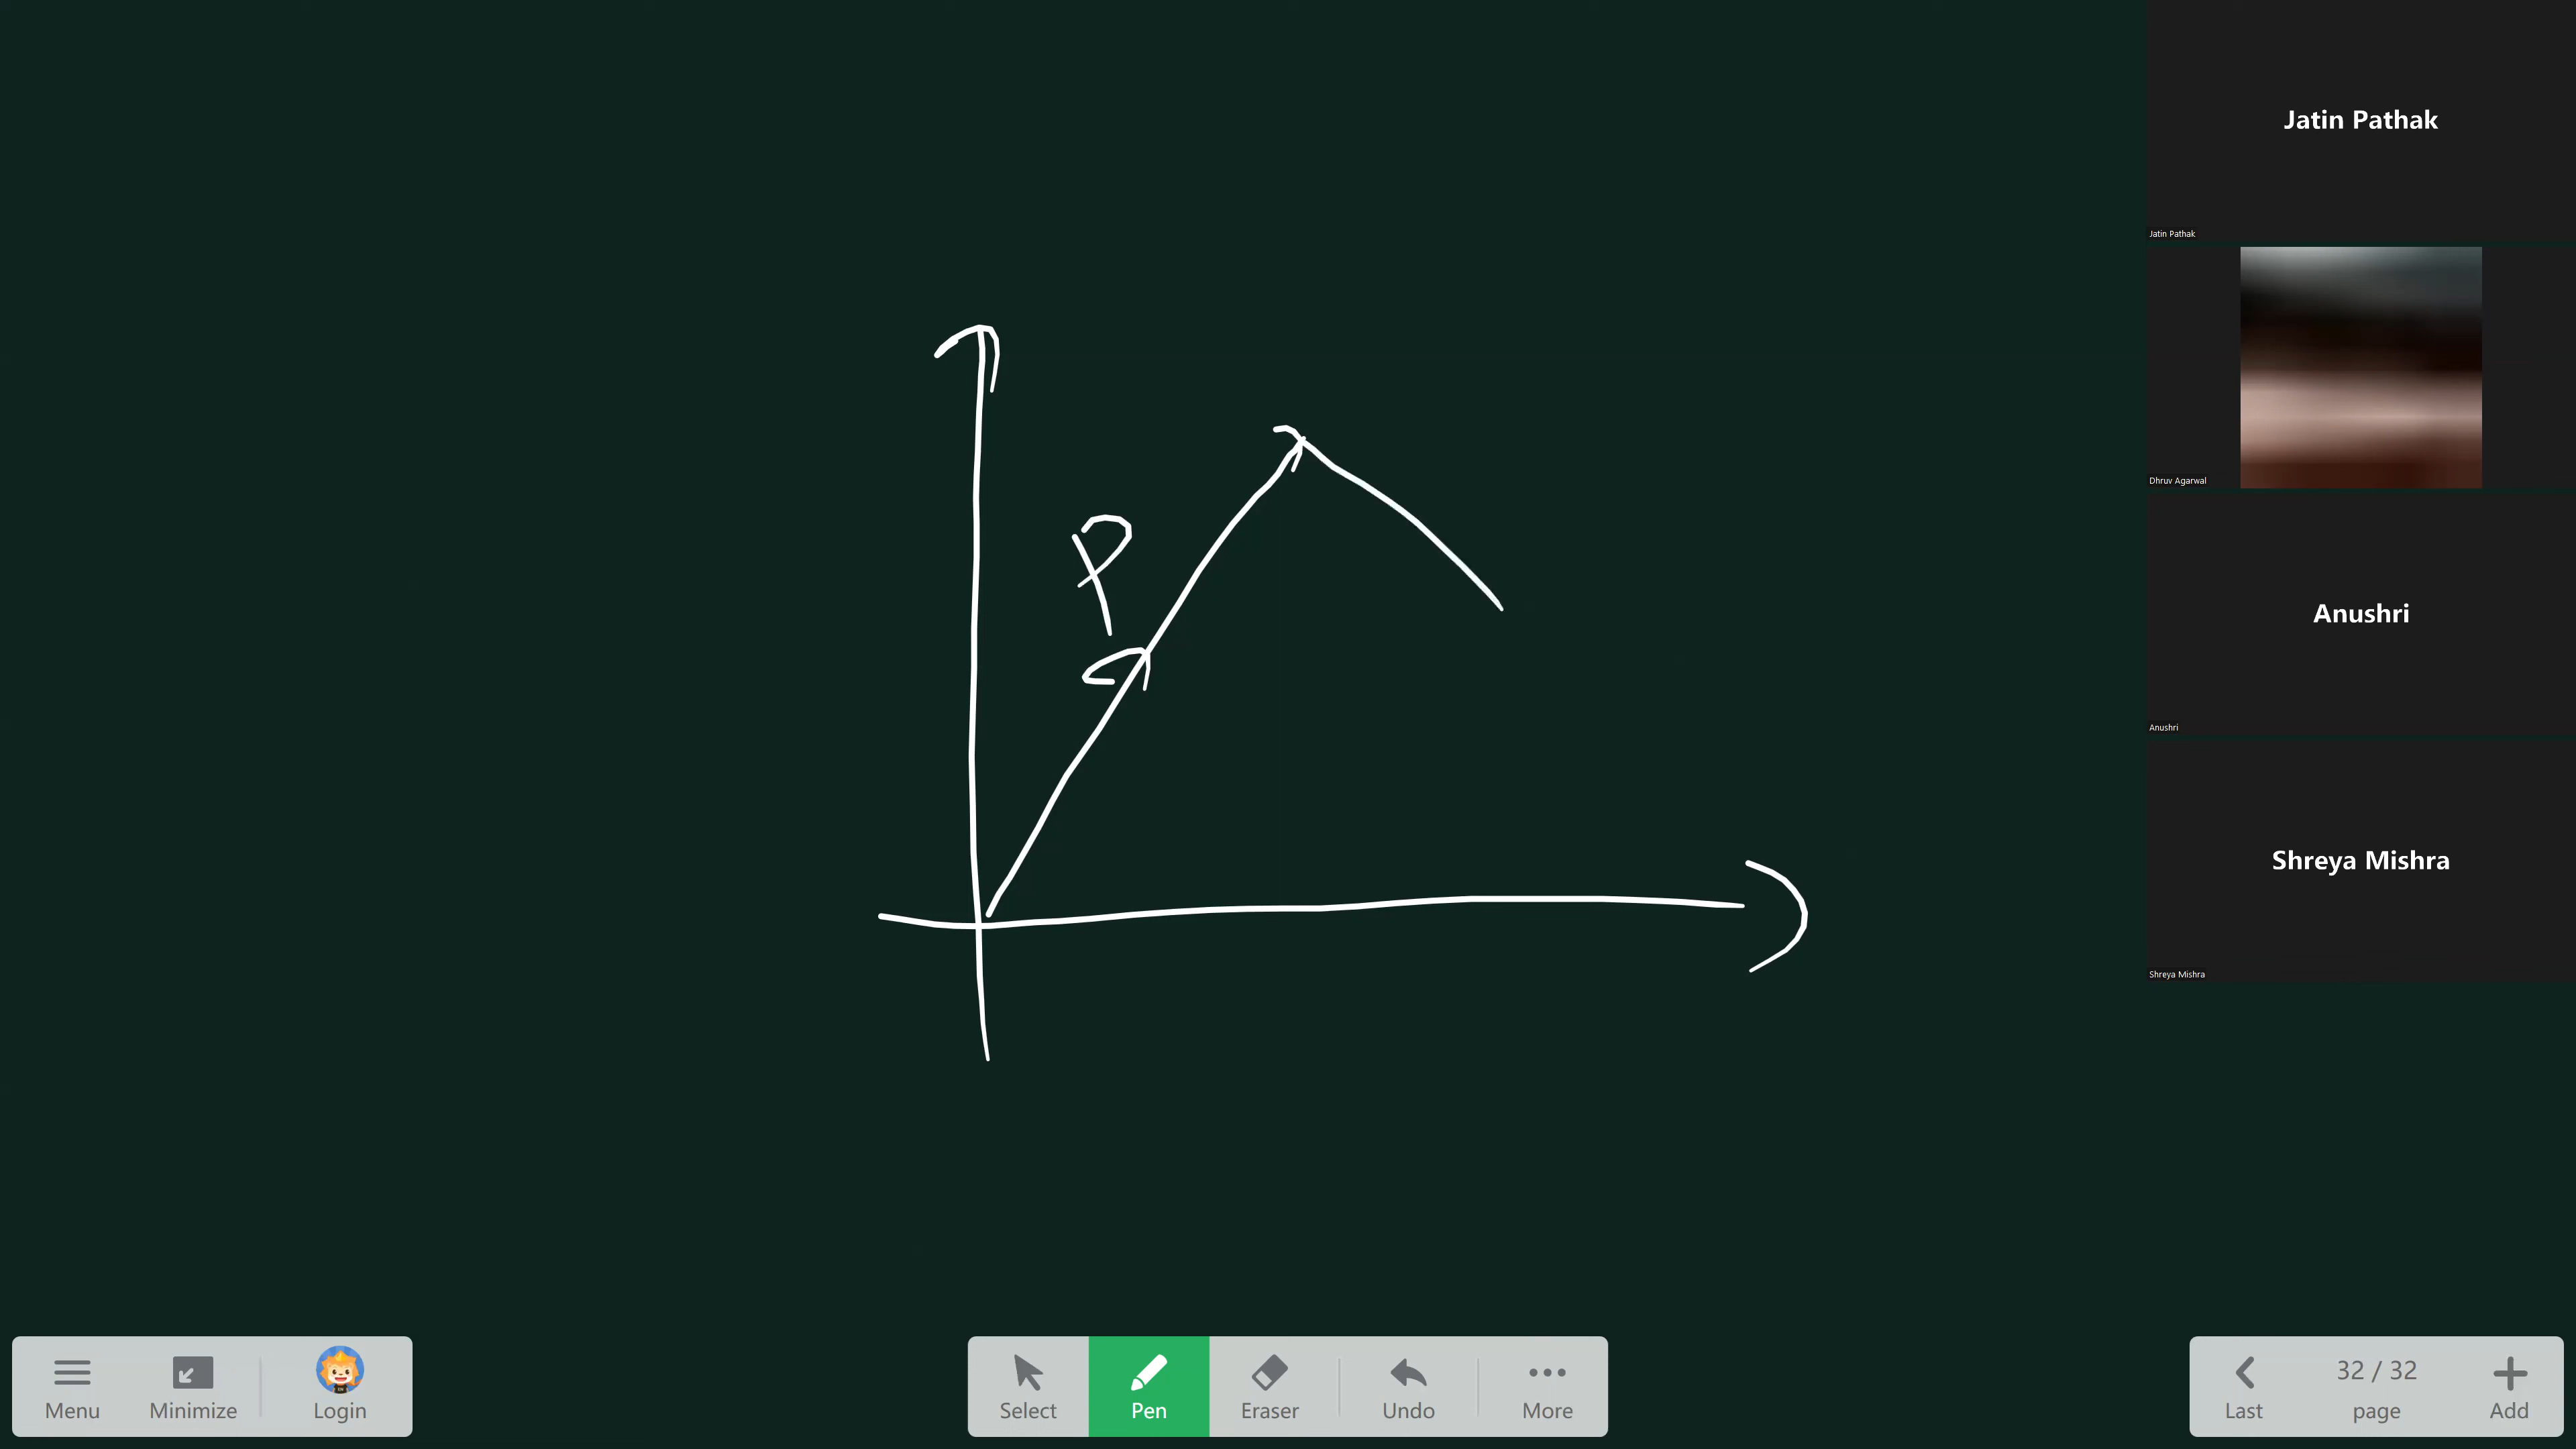 Jatin Pathak
Jatin Pathak
Dhruv Agarwal
Anushri
Anushri
Shreya Mishra
Shreya Mishra
P
Menu
Minimize
Login
Select
Pen
Eraser
Undo
More
Last
32 / 32
page
Add